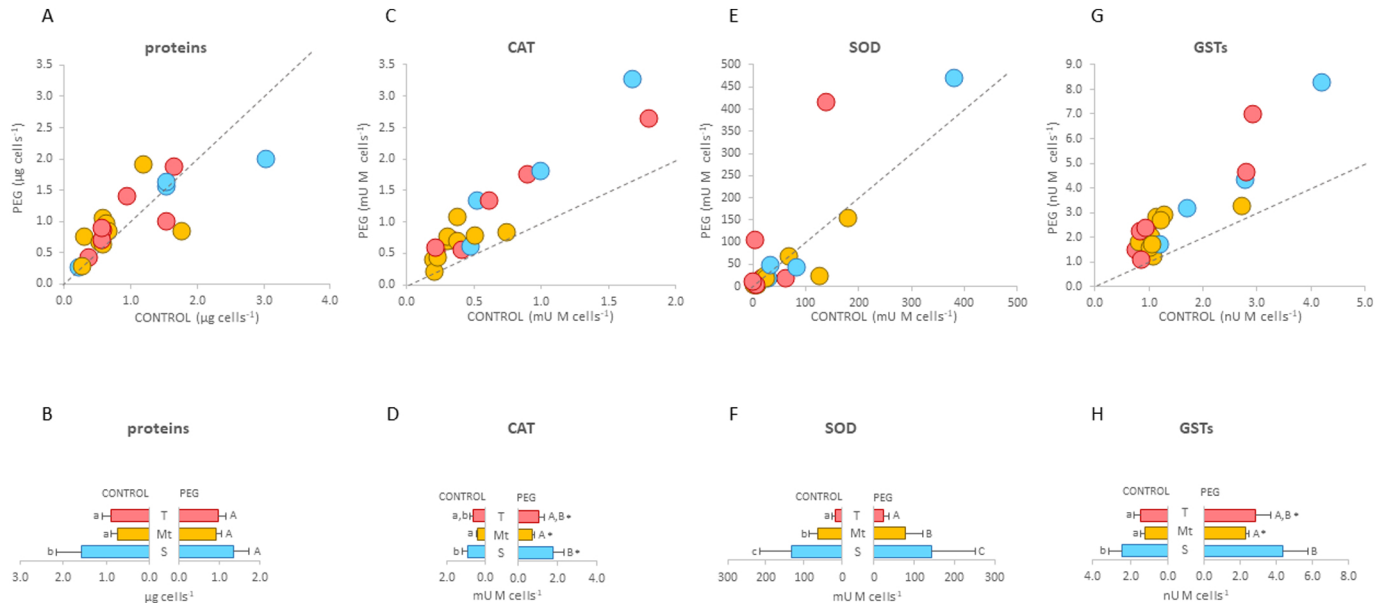 A
proteins
3.5
3.0
2.5
2.0
1.5
1.0
0.5
0.0
PEG (µg cells⁻¹)
0.0 1.0 2.0 3.0 4.0
CONTROL (µg cells⁻¹)
C
CAT
3.5
3.0
2.5
2.0
1.5
1.0
0.5
0.0
PEG (mU M cells⁻¹)
0.0 0.5 1.0 1.5 2.0
CONTROL (mU M cells⁻¹)
E
SOD
500
450
400
350
300
250
200
150
100
50
0
PEG (mU M cells⁻¹)
0 100 200 300 400 500
CONTROL (mU M cells⁻¹)
G
GSTs
9.0
8.0
7.0
6.0
5.0
4.0
3.0
2.0
1.0
0.0
PEG (nU M cells⁻¹)
0.0 1.0 2.0 3.0 4.0 5.0
CONTROL (nU M cells⁻¹)
B
proteins
CONTROL PEG
a T A
a Mt A
b S A
3.0 2.0 1.0 0.0 0.0 1.0 2.0
µg cells¹
D
CAT
CONTROL PEG
a,b T A,B*
a Mt A*
b S B*
2.0 0.0 0.0 2.0 4.0
mU M cells¹
F
SOD
CONTROL PEG
a T A
b Mt B
c S C
300 200 100 0 0 100 200 300
mU M cells¹
H
GSTs
CONTROL PEG
a T A,B*
a Mt A*
b S B
4.0 2.0 0.0 0.0 2.0 4.0 6.0 8.0
nU M cells¹